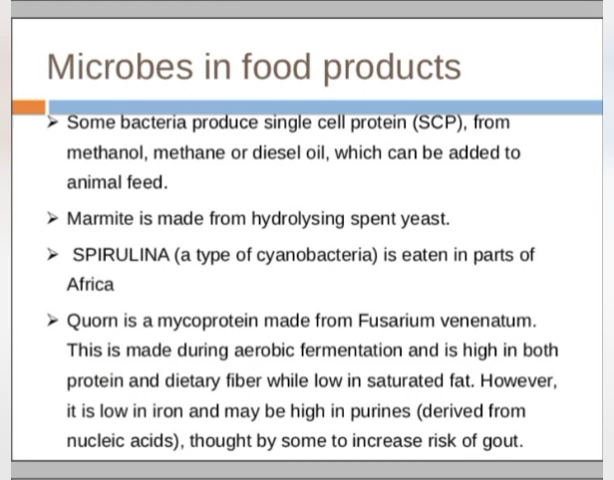 Microbes in food products
➢ Some bacteria produce single cell protein (SCP), from
methanol, methane or diesel oil, which can be added to
animal feed.
➢ Marmite is made from hydrolysing spent yeast.
➢ SPIRULINA (a type of cyanobacteria) is eaten in parts of
Africa
➢ Quorn is a mycoprotein made from Fusarium venenatum.
This is made during aerobic fermentation and is high in both
protein and dietary fiber while low in saturated fat. However,
it is low in iron and may be high in purines (derived from
nucleic acids), thought by some to increase risk of gout.